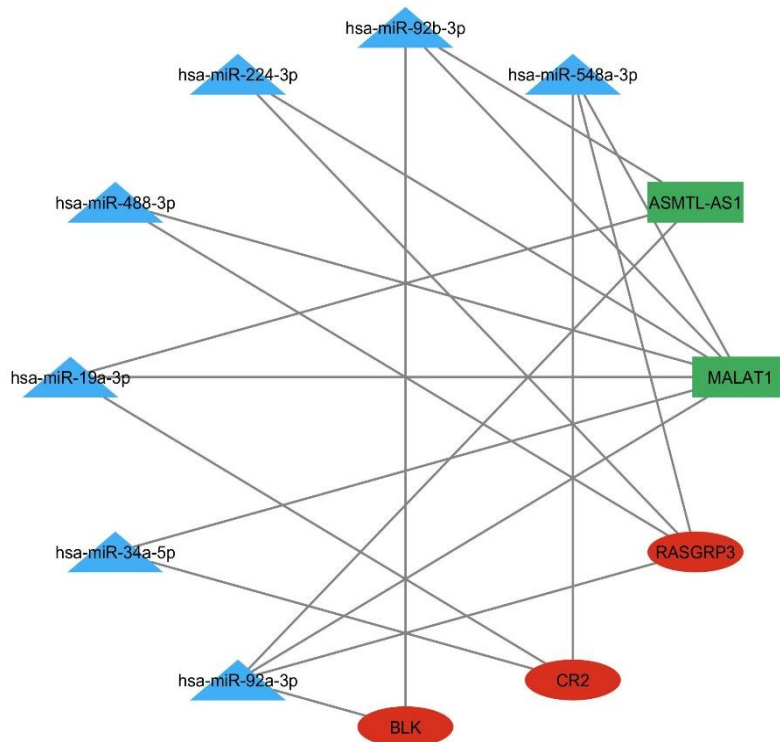 hsa-miR-92b-3p
hsa-miR-224-3p
hsa-miR-548a-3p
hsa-miR-488-3p
ASMTL-AS1
hsa-miR-19a-3p
MALAT1
hsa-miR-34a-5p
RASGRP3
hsa-miR-92a-3p
CR2
BLK